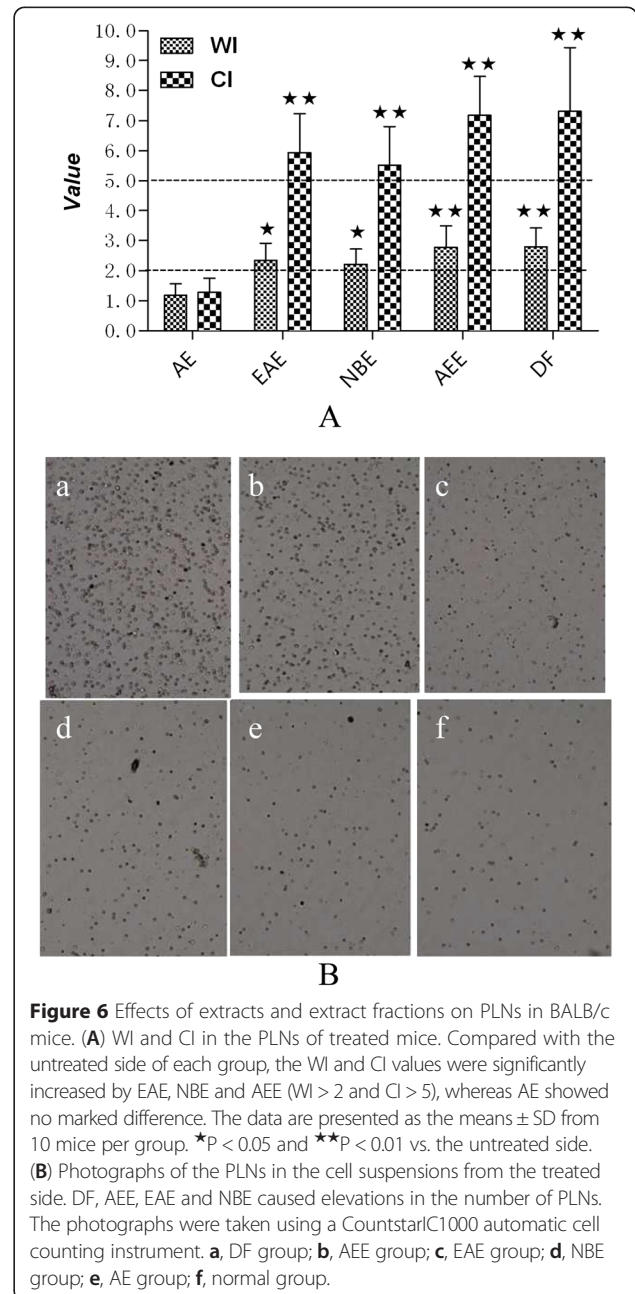 10.0
9.0
8.0
7.0
6.0
5.0
4.0
3.0
2.0
1.0
0.0
Value
WI
CI
★ ★★
★ ★★
★★ ★★
★★ ★★
AE EAE NBE AEE DF
A
a b c
d e f
B
Figure 6 Effects of extracts and extract fractions on PLNs in BALB/c
mice. (A) WI and CI in the PLNs of treated mice. Compared with the
untreated side of each group, the WI and CI values were significantly
increased by EAE, NBE and AEE (WI > 2 and CI > 5), whereas AE showed
no marked difference. The data are presented as the means ± SD from
10 mice per group. ★P < 0.05 and ★★P < 0.01 vs. the untreated side.
(B) Photographs of the PLNs in the cell suspensions from the treated
side. DF, AEE, EAE and NBE caused elevations in the number of PLNs.
The photographs were taken using a CountstarIC1000 automatic cell
counting instrument. a, DF group; b, AEE group; c, EAE group; d, NBE
group; e, AE group; f, normal group.